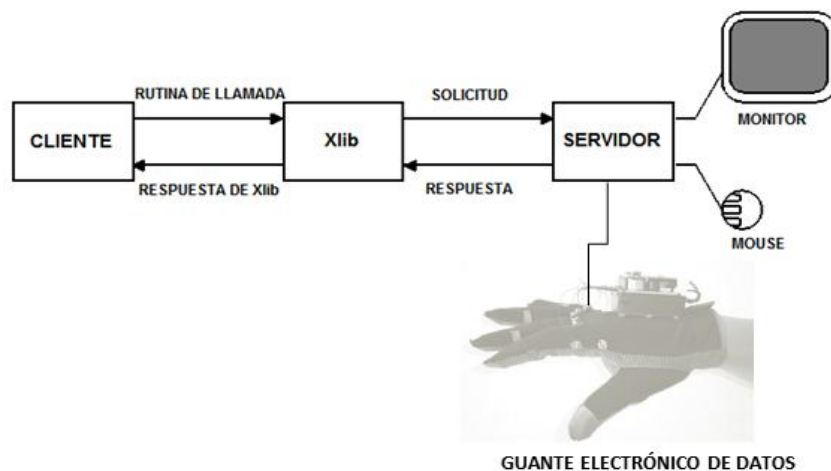 RUTINA DE LLAMADA
SOLICITUD
MONITOR
CLIENTE
Xlib
SERVIDOR
RESPUESTA DE Xlib
RESPUESTA
MOUSE
GUANTE ELECTRÓNICO DE DATOS